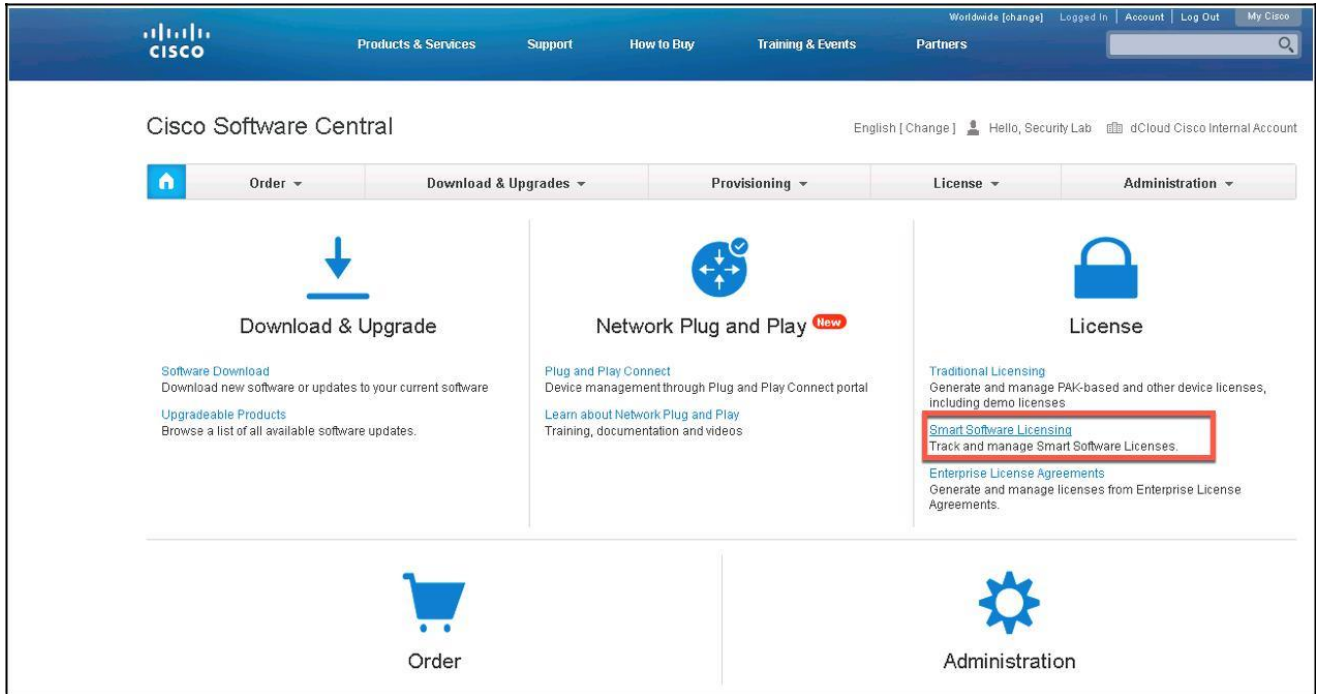 Worldwide [change] Logged In Account Log Out My Cisco
CISCO
Products & Services Support How to Buy Training & Events Partners
Cisco Software Central
English [ Change ] Hello, Security Lab dCloud Cisco Internal Account
Order Download & Upgrades Provisioning License Administration
Download & Upgrade
Software Download
Download new software or updates to your current software
Upgradeable Products
Browse a list of all available software updates.
Network Plug and Play New
Plug and Play Connect
Device management through Plug and Play Connect portal
Learn about Network Plug and Play
Training, documentation and videos
License
Traditional Licensing
Generate and manage PAK-based and other device licenses,
including demo licenses
Smart Software Licensing
Track and manage Smart Software Licenses.
Enterprise License Agreements
Generate and manage licenses from Enterprise License
Agreements.
Order
Administration